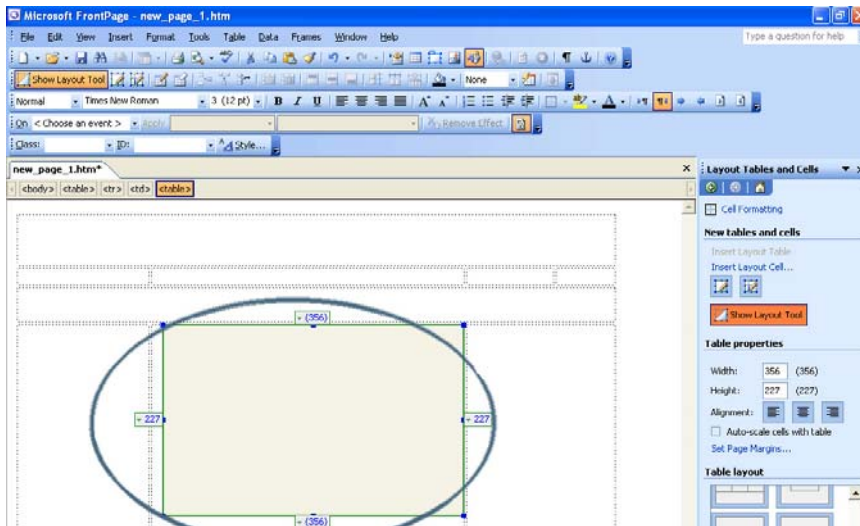 Microsoft FrontPage - new_page_1.htm
File Edit View Insert Format Tools Table Data Frames Window Help Type a question for help
Show Layout Tool None
Normal Times New Roman 3 (12 pt) B I U A A A
On < Choose an event > Apply Remove Effect
Class: ID: Style...
new_page_1.htm*
<body> <table> <tr> <td> <table>
(356)
227 227
(356)
Layout Tables and Cells
Cell Formatting
New tables and cells
Insert Layout Table
Insert Layout Cell...
Show Layout Tool
Table properties
Width: 356 (356)
Height: 227 (227)
Alignment:
Auto-scale cells with table
Set Page Margins...
Table layout